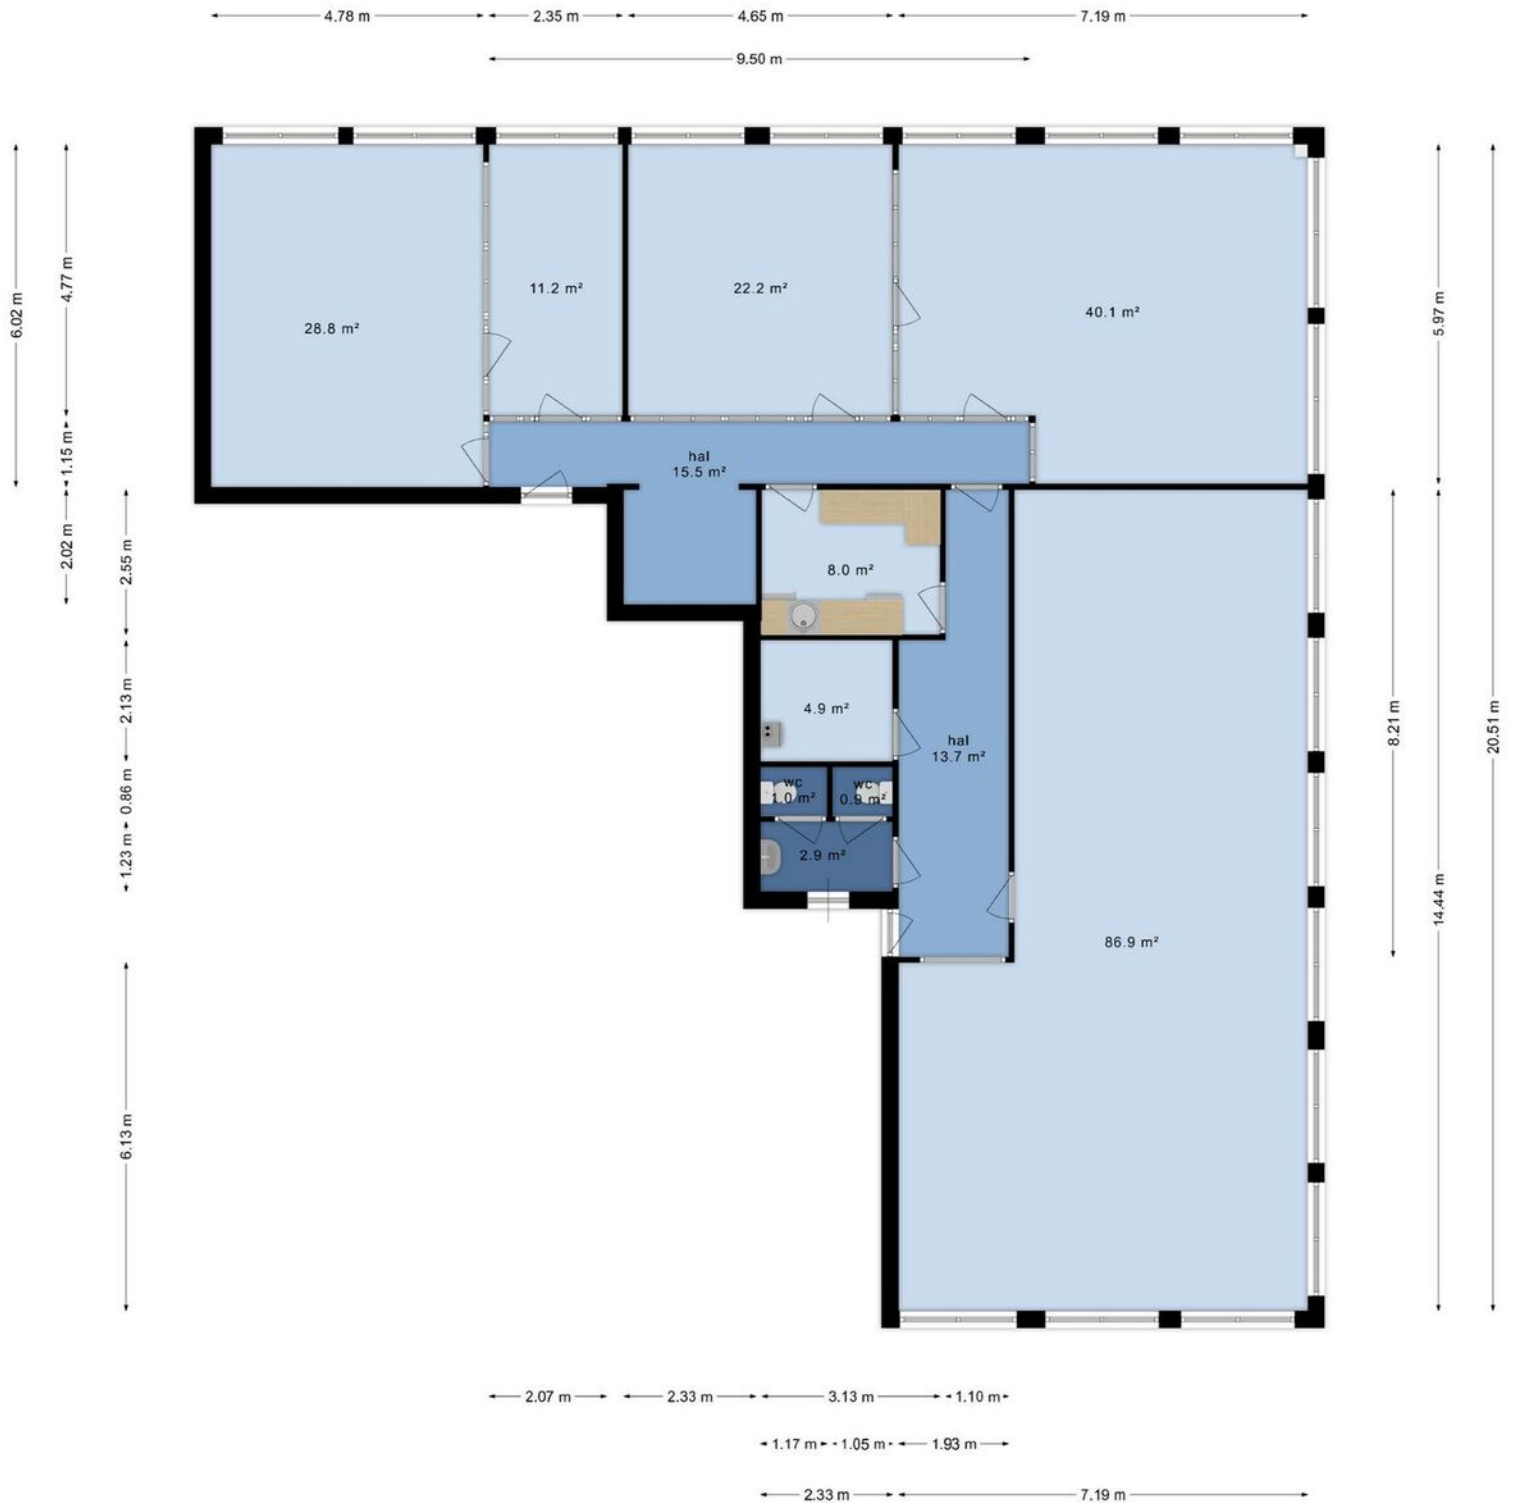 4.78 m 2.35 m 4.65 m 7.19 m
9.50 m
6.02 m
4.77 m
1.15 m
2.02 m
2.55 m
2.13 m
0.86 m
1.23 m
6.13 m
28.8 m²
11.2 m²
22.2 m²
40.1 m²
hal
15.5 m²
8.0 m²
4.9 m²
hal
13.7 m²
wc
1.0 m²
wc
0.9 m²
2.9 m²
86.9 m²
5.97 m
8.21 m
14.44 m
20.51 m
2.07 m 2.33 m 3.13 m 1.10 m
1.17 m 1.05 m 1.93 m
2.33 m 7.19 m